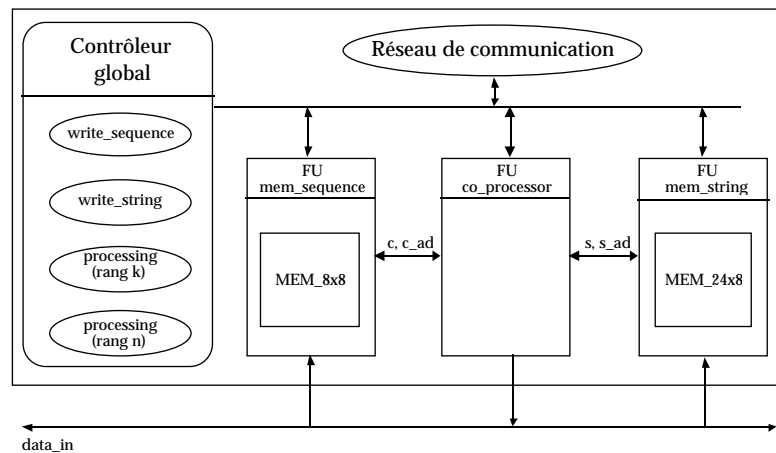 Contrôleur
global
Réseau de communication
write_sequence
write_string
processing
(rang k)
processing
(rang n)
FU
mem_sequence
MEM_8x8
c, c_ad
FU
co_processor
s, s_ad
FU
mem_string
MEM_24x8
data_in